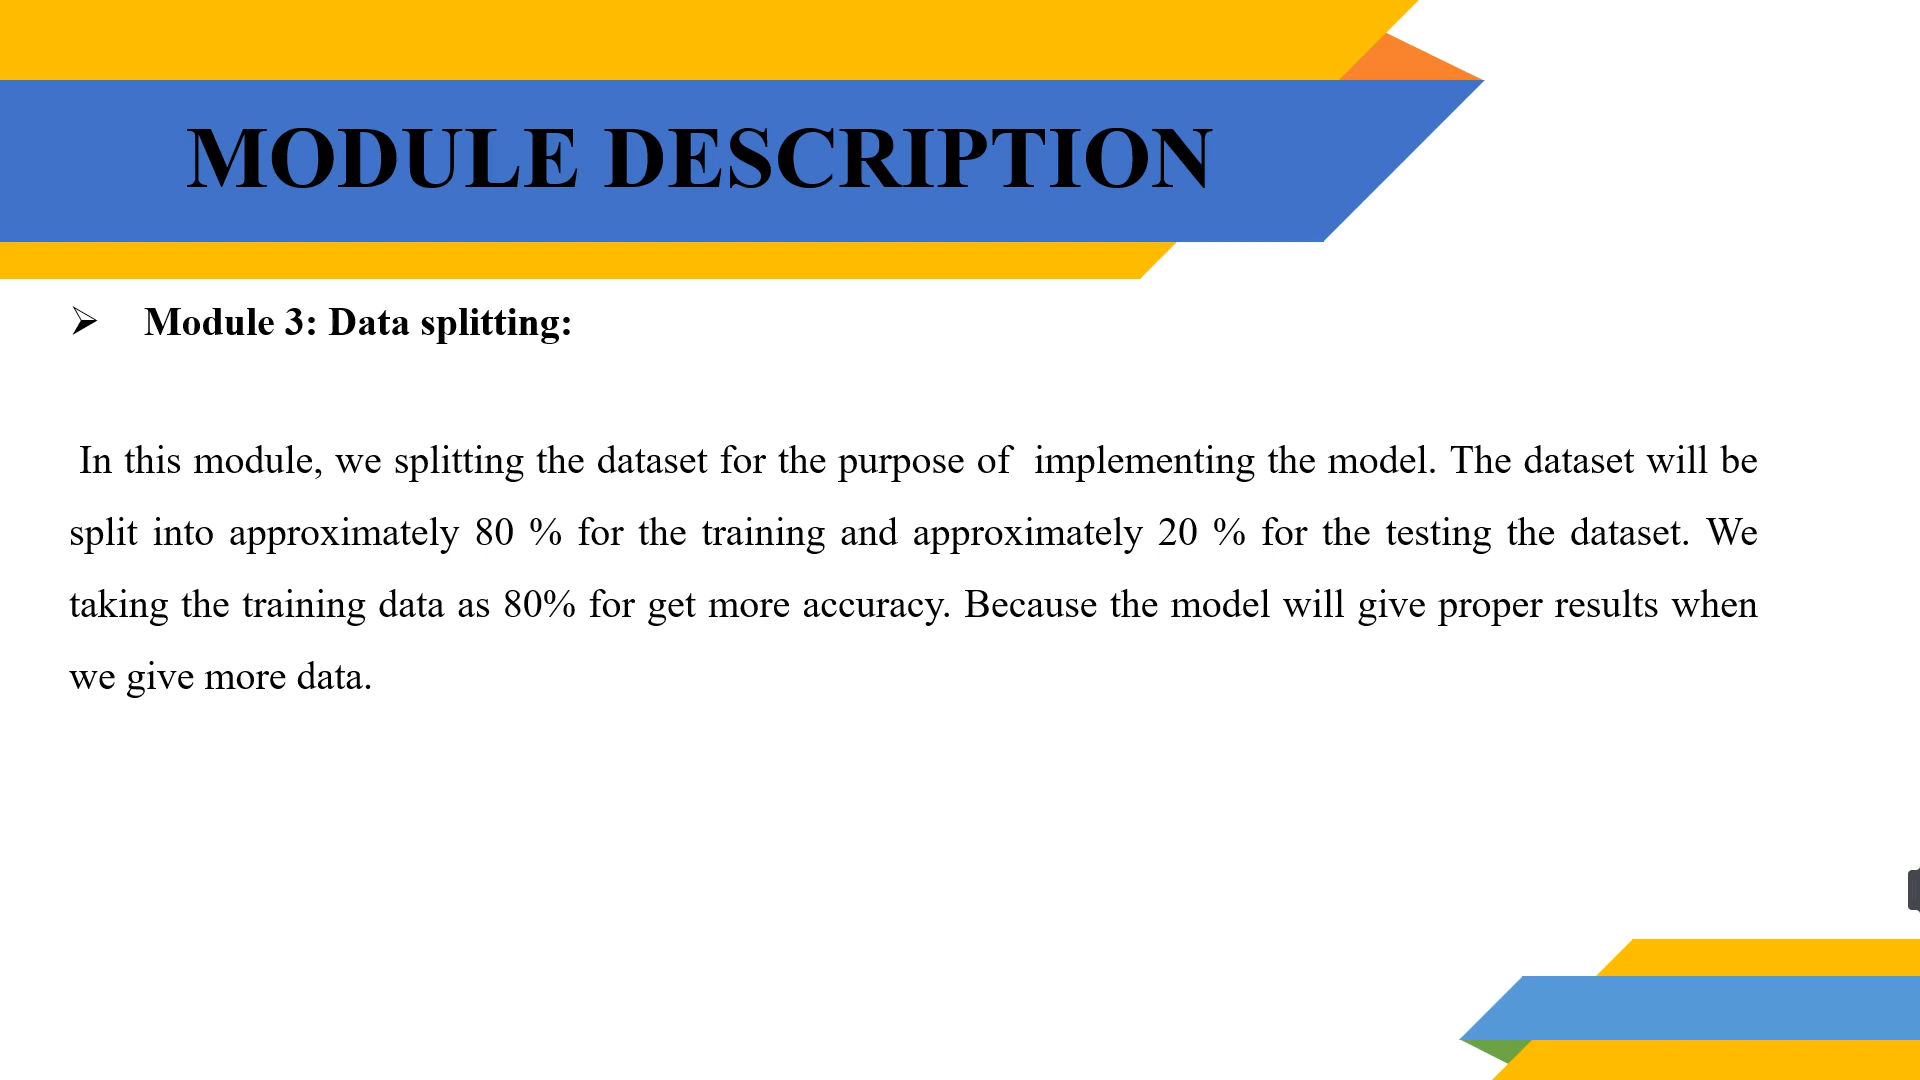 MODULE DESCRIPTION
➢ Module 3: Data splitting:
In this module, we splitting the dataset for the purpose of implementing the model. The dataset will be
split into approximately 80 % for the training and approximately 20 % for the testing the dataset. We
taking the training data as 80% for get more accuracy. Because the model will give proper results when
we give more data.